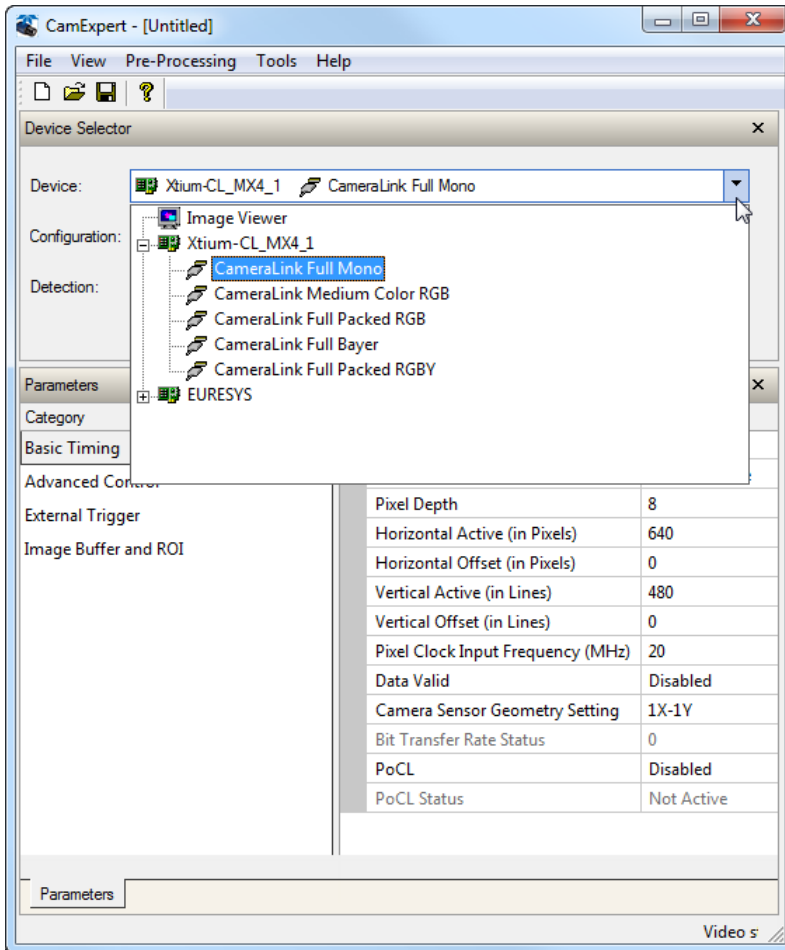 CamExpert - [Untitled]
File View Pre-Processing Tools Help
Device Selector
Device: Xtium-CL_MX4_1 CameraLink Full Mono
Image Viewer
Configuration:
Xtium-CL_MX4_1
CameraLink Full Mono
Detection:
CameraLink Medium Color RGB
CameraLink Full Packed RGB
CameraLink Full Bayer
CameraLink Full Packed RGBY
EURESYS
Parameters
Category
Basic Timing
Advanced Control
External Trigger
Image Buffer and ROI
Pixel Depth 8
Horizontal Active (in Pixels) 640
Horizontal Offset (in Pixels) 0
Vertical Active (in Lines) 480
Vertical Offset (in Lines) 0
Pixel Clock Input Frequency (MHz) 20
Data Valid Disabled
Camera Sensor Geometry Setting 1X-1Y
Bit Transfer Rate Status 0
PoCL Disabled
PoCL Status Not Active
Parameters
Video s